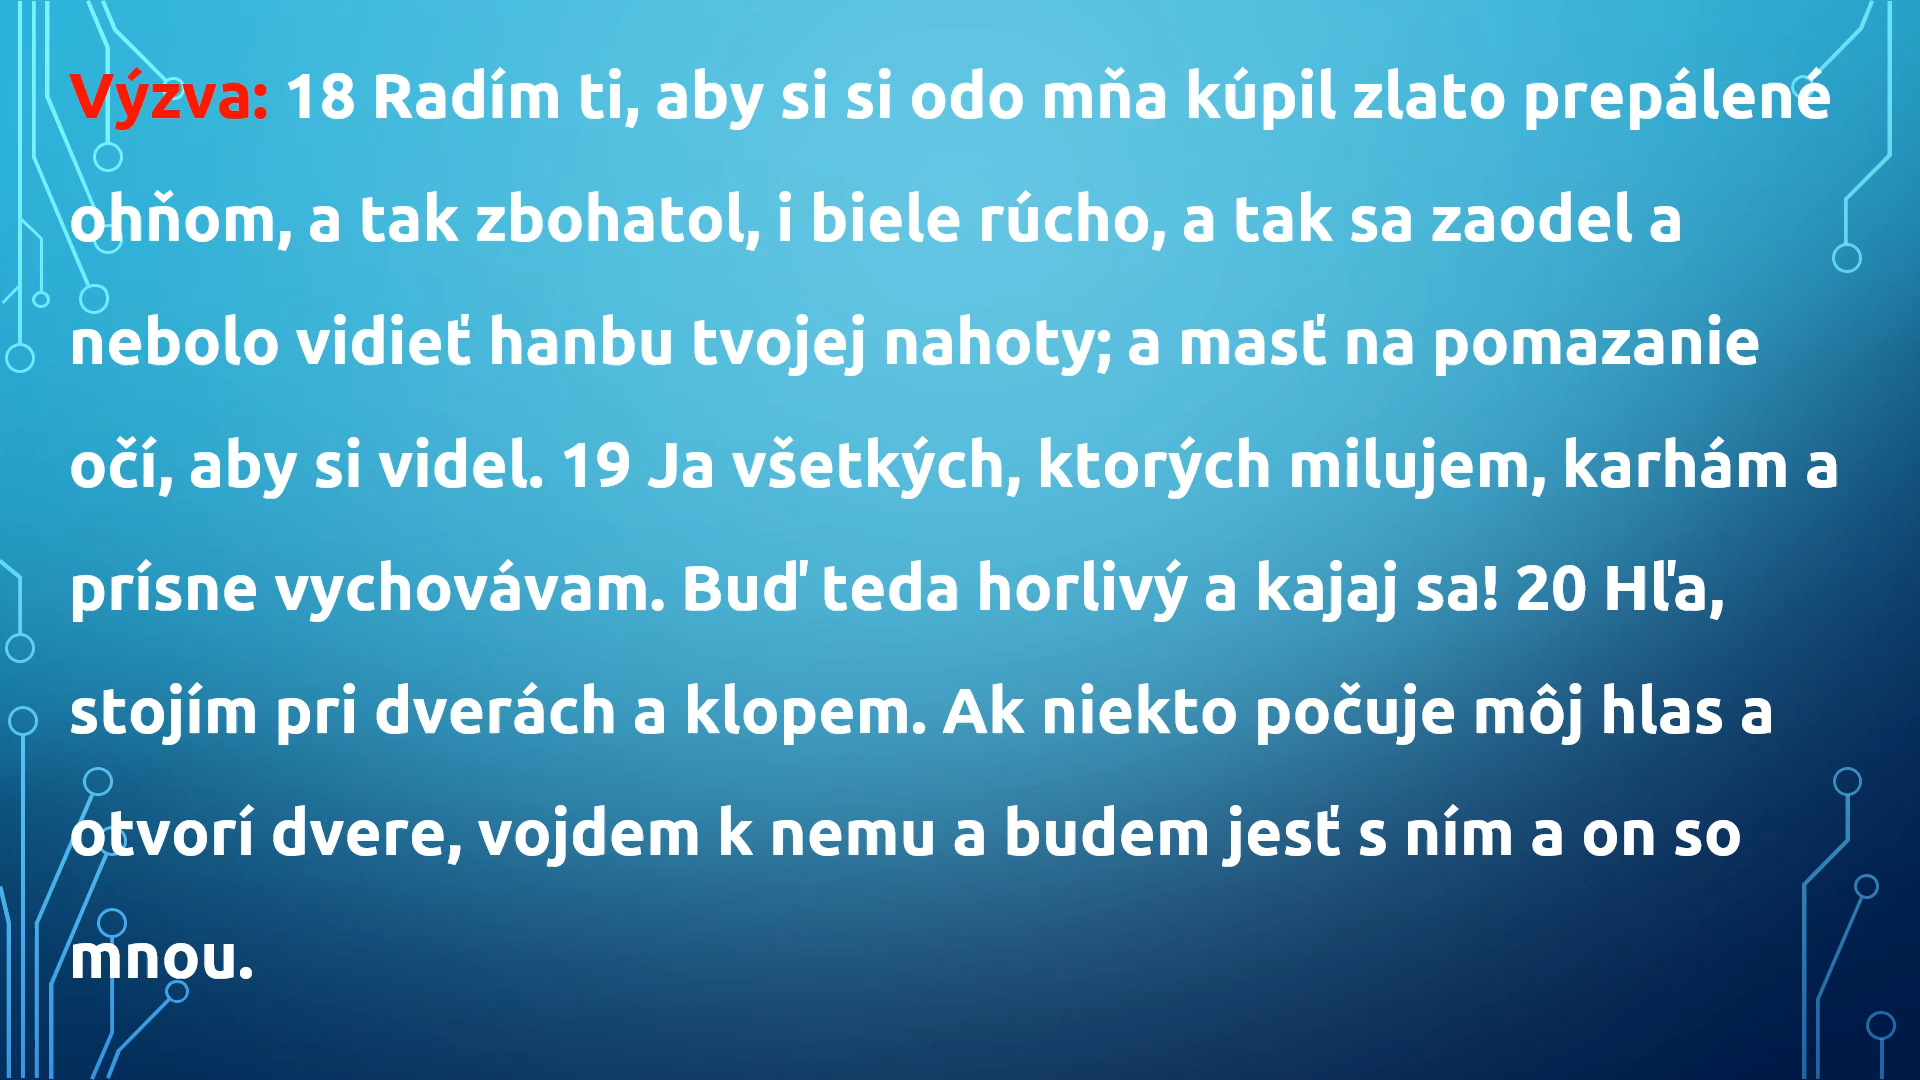 Výzva: 18 Radím ti, aby si si odo mňa kúpil zlato prepálené
ohňom, a tak zbohatol, i biele rúcho, a tak sa zaodel a
nebolo vidieť hanbu tvojej nahoty; a masť na pomazanie
očí, aby si videl. 19 Ja všetkých, ktorých milujem, karhám a
prísne vychovávam. Buď teda horlivý a kajaj sa! 20 Hľa,
stojím pri dverách a klopem. Ak niekto počuje môj hlas a
otvorí dvere, vojdem k nemu a budem jesť s ním a on so
mnou.